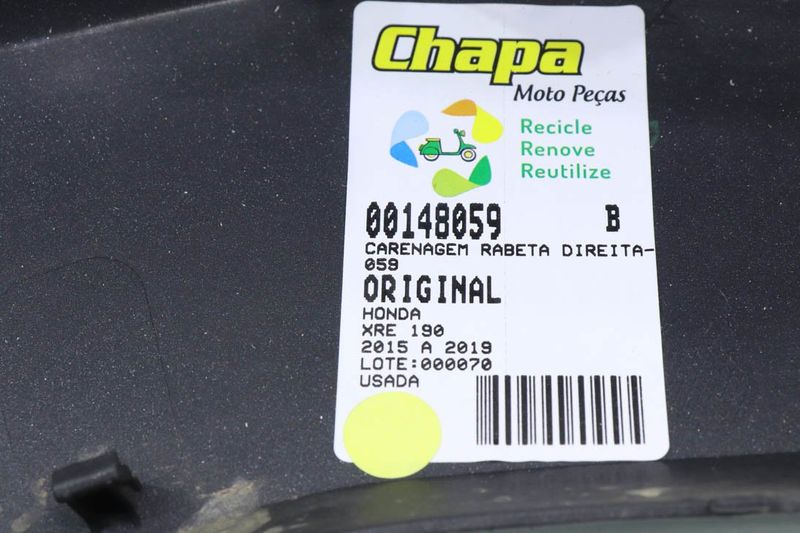 Chapa
Moto Peças
Recicle
Renove
Reutilize
00148059 B
CARENAGEM RABETA DIREITA-
059
ORIGINAL
HONDA
XRE 190
2015 A 2019
LOTE:000070
USADA